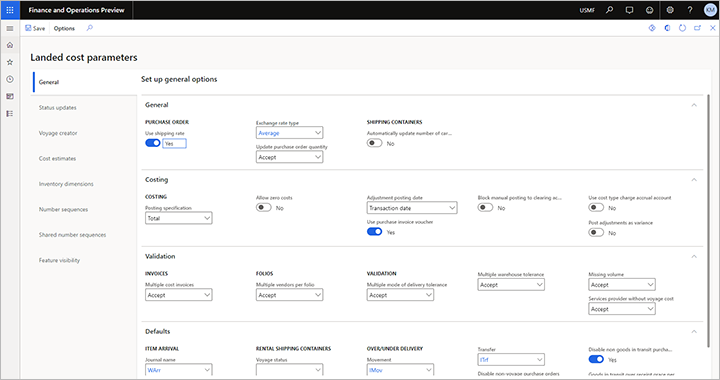 Finance and Operations Preview
USMF
KM
Save
Options
Landed cost parameters
General
Status updates
Voyage creator
Cost estimates
Inventory dimensions
Number sequences
Shared number sequences
Feature visibility
Set up general options
General
PURCHASE ORDER
Use shipping rate
Yes
Exchange rate type
Average
Update purchase order quantity
Accept
SHIPPING CONTAINERS
Automatically update number of car...
No
Costing
COSTING
Posting specification
Total
Allow zero costs
No
Adjustment posting date
Transaction date
Use purchase invoice voucher
Yes
Block manual posting to clearing ac...
No
Use cost type charge accrual account
No
Post adjustments as variance
No
Validation
INVOICES
Multiple cost invoices
Accept
FOLIOS
Multiple vendors per folio
Accept
VALIDATION
Multiple mode of delivery tolerance
Accept
Multiple warehouse tolerance
Accept
Missing volume
Accept
Services provider without voyage cost
Accept
Defaults
ITEM ARRIVAL
Journal name
WArr
RENTAL SHIPPING CONTAINERS
Voyage status
OVER/UNDER DELIVERY
Movement
IMov
Transfer
ITrf
Disable non-voyage purchase orders
Disable non goods in transit purcha...
Yes
Goods in transit over receipt grace per